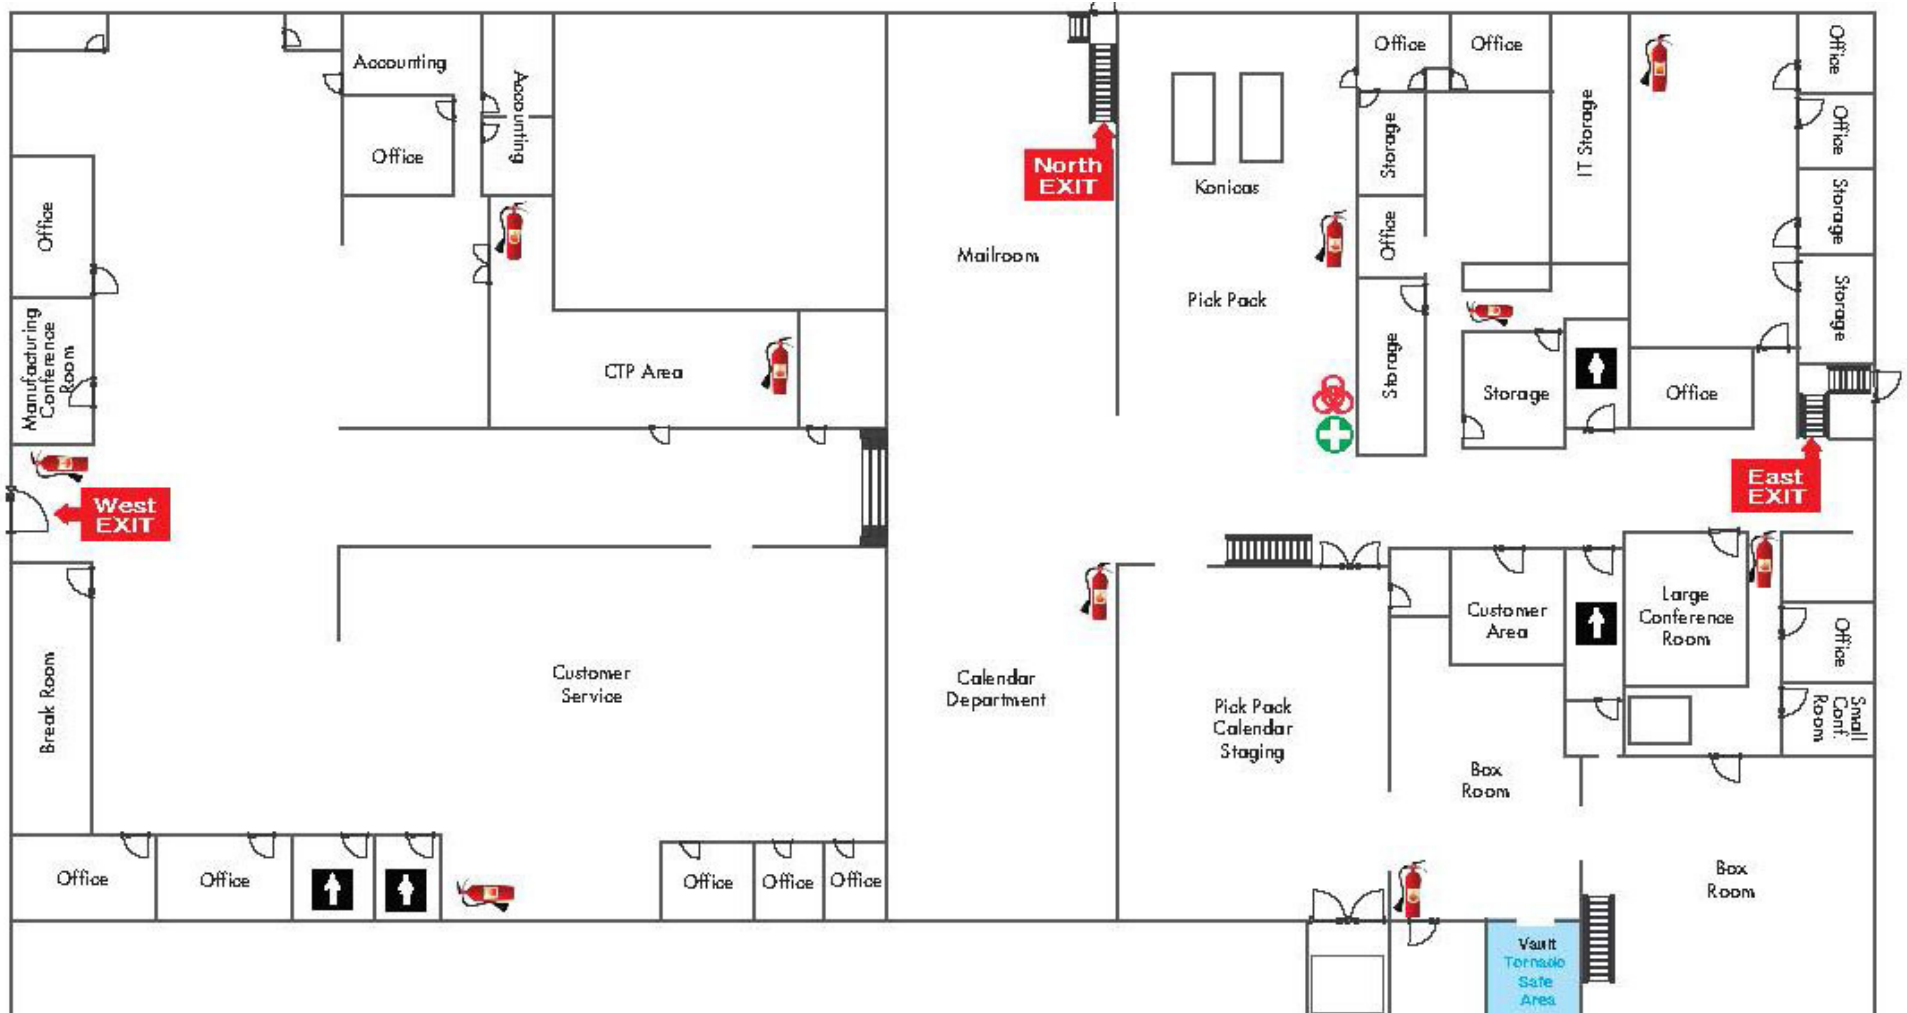 Office
Office
Office
Accounting
Accounting
Office
Office
North
EXIT
Konicas
Storage
Office
IT Storage
Office
Storage
Mailroom
Pick Pack
Storage
Manufacturing
Conference
Room
CTP Area
Storage
Storage
Office
West
EXIT
East
EXIT
Break Room
Customer
Service
Calendar
Department
Pick Pack
Calendar
Staging
Customer
Area
Large
Conference
Room
Office
Small
Conf.
Room
Box
Room
Box
Room
Office
Office
Office
Office
Office
Vault
Tornado
Safe
Area